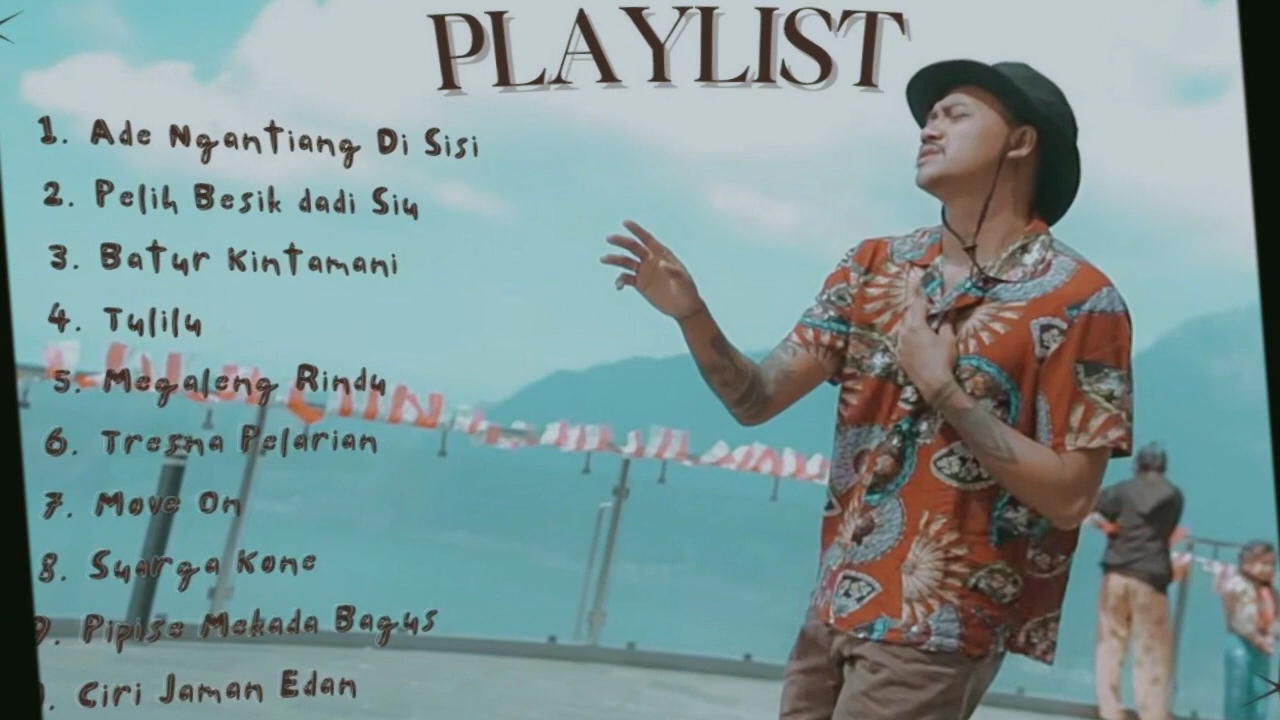 PLAYLIST
1. Ade Ngantiang Di Sisi
2. Pelih Besik dadi Siu
3. Batur Kintamani
4. Tulilu
5. Megaleng Rindu
6. Tresna Pelarian
7. Move On
8. Suarga Kone
9. Pipise Mekada Bagus
. Ciri Jaman Edan